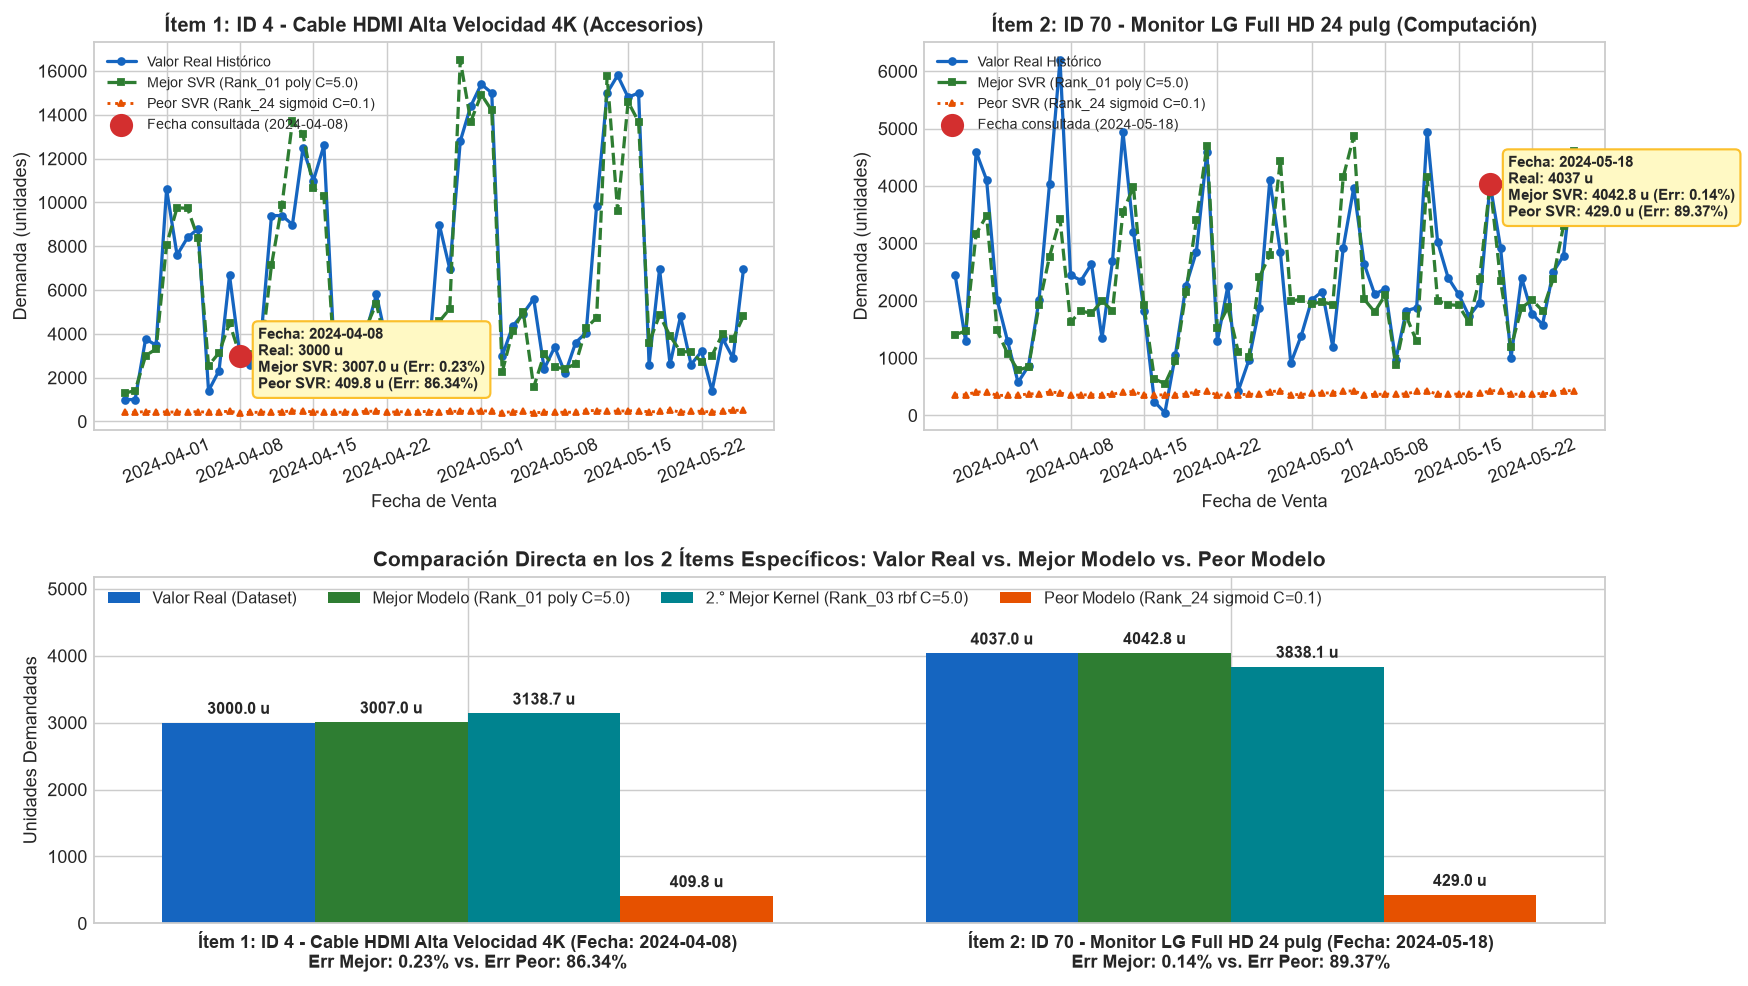 Ítem 1: ID 4 - Cable HDMI Alta Velocidad 4K (Accesorios)
Valor Real Histórico
Mejor SVR (Rank_01 poly C=5.0)
Peor SVR (Rank_24 sigmoid C=0.1)
Fecha consultada (2024-04-08)
Demanda (unidades)
16000
14000
12000
10000
8000
6000
4000
2000
0
Fecha: 2024-04-08
Real: 3000 u
Mejor SVR: 3007.0 u (Err: 0.23%)
Peor SVR: 409.8 u (Err: 86.34%)
2024-04-01
2024-04-08
2024-04-15
2024-04-22
2024-05-01
2024-05-08
2024-05-15
2024-05-22
Fecha de Venta
Ítem 2: ID 70 - Monitor LG Full HD 24 pulg (Computación)
Valor Real Histórico
Mejor SVR (Rank_01 poly C=5.0)
Peor SVR (Rank_24 sigmoid C=0.1)
Fecha consultada (2024-05-18)
Demanda (unidades)
6000
5000
4000
3000
2000
1000
0
Fecha: 2024-05-18
Real: 4037 u
Mejor SVR: 4042.8 u (Err: 0.14%)
Peor SVR: 429.0 u (Err: 89.37%)
2024-04-01
2024-04-08
2024-04-15
2024-04-22
2024-05-01
2024-05-08
2024-05-15
2024-05-22
Fecha de Venta
Comparación Directa en los 2 Ítems Específicos: Valor Real vs. Mejor Modelo vs. Peor Modelo
Valor Real (Dataset)
Mejor Modelo (Rank_01 poly C=5.0)
2.° Mejor Kernel (Rank_03 rbf C=5.0)
Peor Modelo (Rank_24 sigmoid C=0.1)
Unidades Demandadas
5000
4000
3000
2000
1000
0
3000.0 u
3007.0 u
3138.7 u
409.8 u
4037.0 u
4042.8 u
3838.1 u
429.0 u
Ítem 1: ID 4 - Cable HDMI Alta Velocidad 4K (Fecha: 2024-04-08)
Err Mejor: 0.23% vs. Err Peor: 86.34%
Ítem 2: ID 70 - Monitor LG Full HD 24 pulg (Fecha: 2024-05-18)
Err Mejor: 0.14% vs. Err Peor: 89.37%